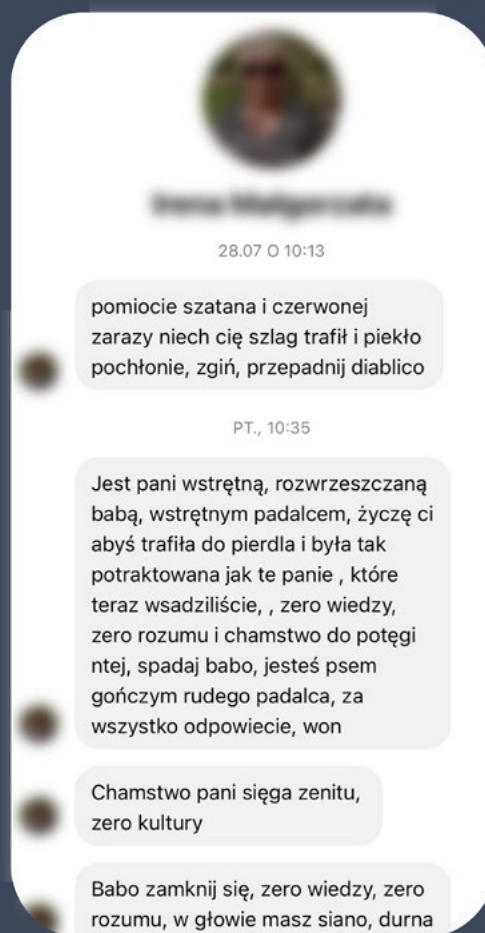 28.07 O 10:13
pomiocie szatana i czerwonej
zarazy niech cię szlag trafił i piekło
pochłonie, zgiń, przepadnij diablico
PT., 10:35
Jest pani wstrętną, rozwrzeszczaną
babą, wstrętnym padalcem, życzę ci
abyś trafiła do pierdla i była tak
potraktowana jak te panie , które
teraz wsadziliście, , zero wiedzy,
zero rozumu i chamstwo do potęgi
ntej, spadaj babo, jesteś psem
gończym rudego padalca, za
wszystko odpowiecie, won
Chamstwo pani sięga zenitu,
zero kultury
Babo zamknij się, zero wiedzy, zero
rozumu, w głowie masz siano, durna